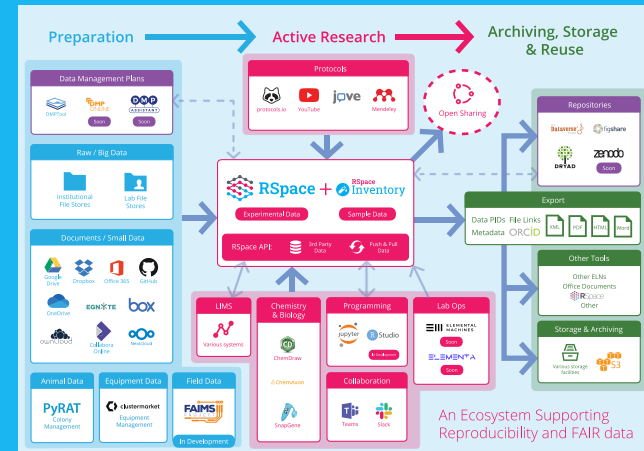 Preparation
Active Research
Archiving, Storage
& Reuse
Data Management Plans
DMPTool
DMP
ONLINE
Soon
DMP
ASSISTANT
Soon
Raw / Big Data
Institutional
File Stores
Lab File
Stores
Documents / Small Data
Google
Drive
Dropbox
Office 365
GitHub
OneDrive
EGNYTE
box
ownCloud
Collabora
Online
Nextcloud
Animal Data
PyRAT
Colony
Management
Equipment Data
clustermarket
Equipment
Management
Field Data
FAIMS
PROJECT
In Development
Protocols
protocols.io
YouTube
jove
Mendeley
Open Sharing
RSpace + RSpace
Inventory
Experimental Data
Sample Data
RSpace API:
3rd Party
Data
Push & Pull
Data
LIMS
Various systems
Chemistry
& Biology
ChemDraw
ChemAxon
SnapGene
Programming
jupyter
R Studio
In Development
Collaboration
Teams
Slack
Lab Ops
ELEMENTAL
MACHINES
Soon
ELEMENTA
Soon
Repositories
Dataverse
figshare
DRYAD
zenodo
Soon
Export
Data PIDs File Links
Metadata ORCID
XML
PDF
HTML
Word
Other Tools
Other ELNs
Office Documents
RSpace
Other
Storage & Archiving
Various storage
facilities
S3
An Ecosystem Supporting
Reproducibility and FAIR data